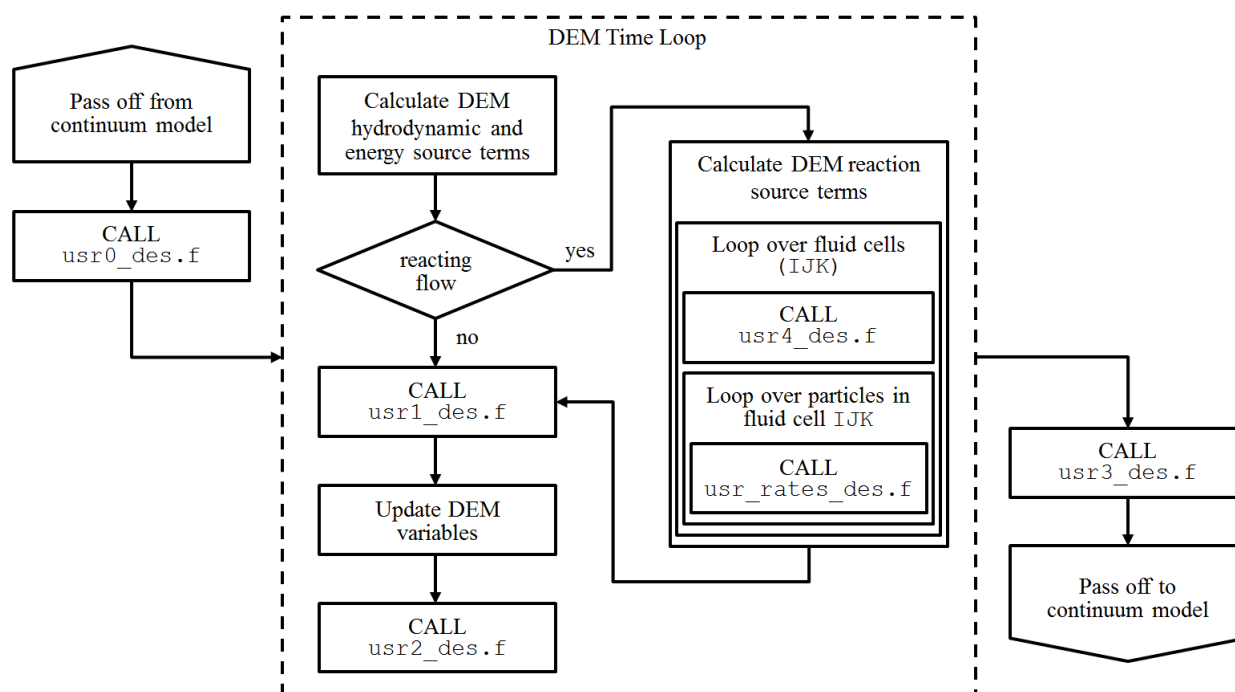 DEM Time Loop
Pass off from
continuum model
CALL
usr0_des.f
Calculate DEM
hydrodynamic and
energy source terms
reacting
flow
yes
no
CALL
usr1_des.f
Update DEM
variables
CALL
usr2_des.f
Calculate DEM reaction
source terms
Loop over fluid cells
(IJK)
CALL
usr4_des.f
Loop over particles in
fluid cell IJK
CALL
usr_rates_des.f
CALL
usr3_des.f
Pass off to
continuum model